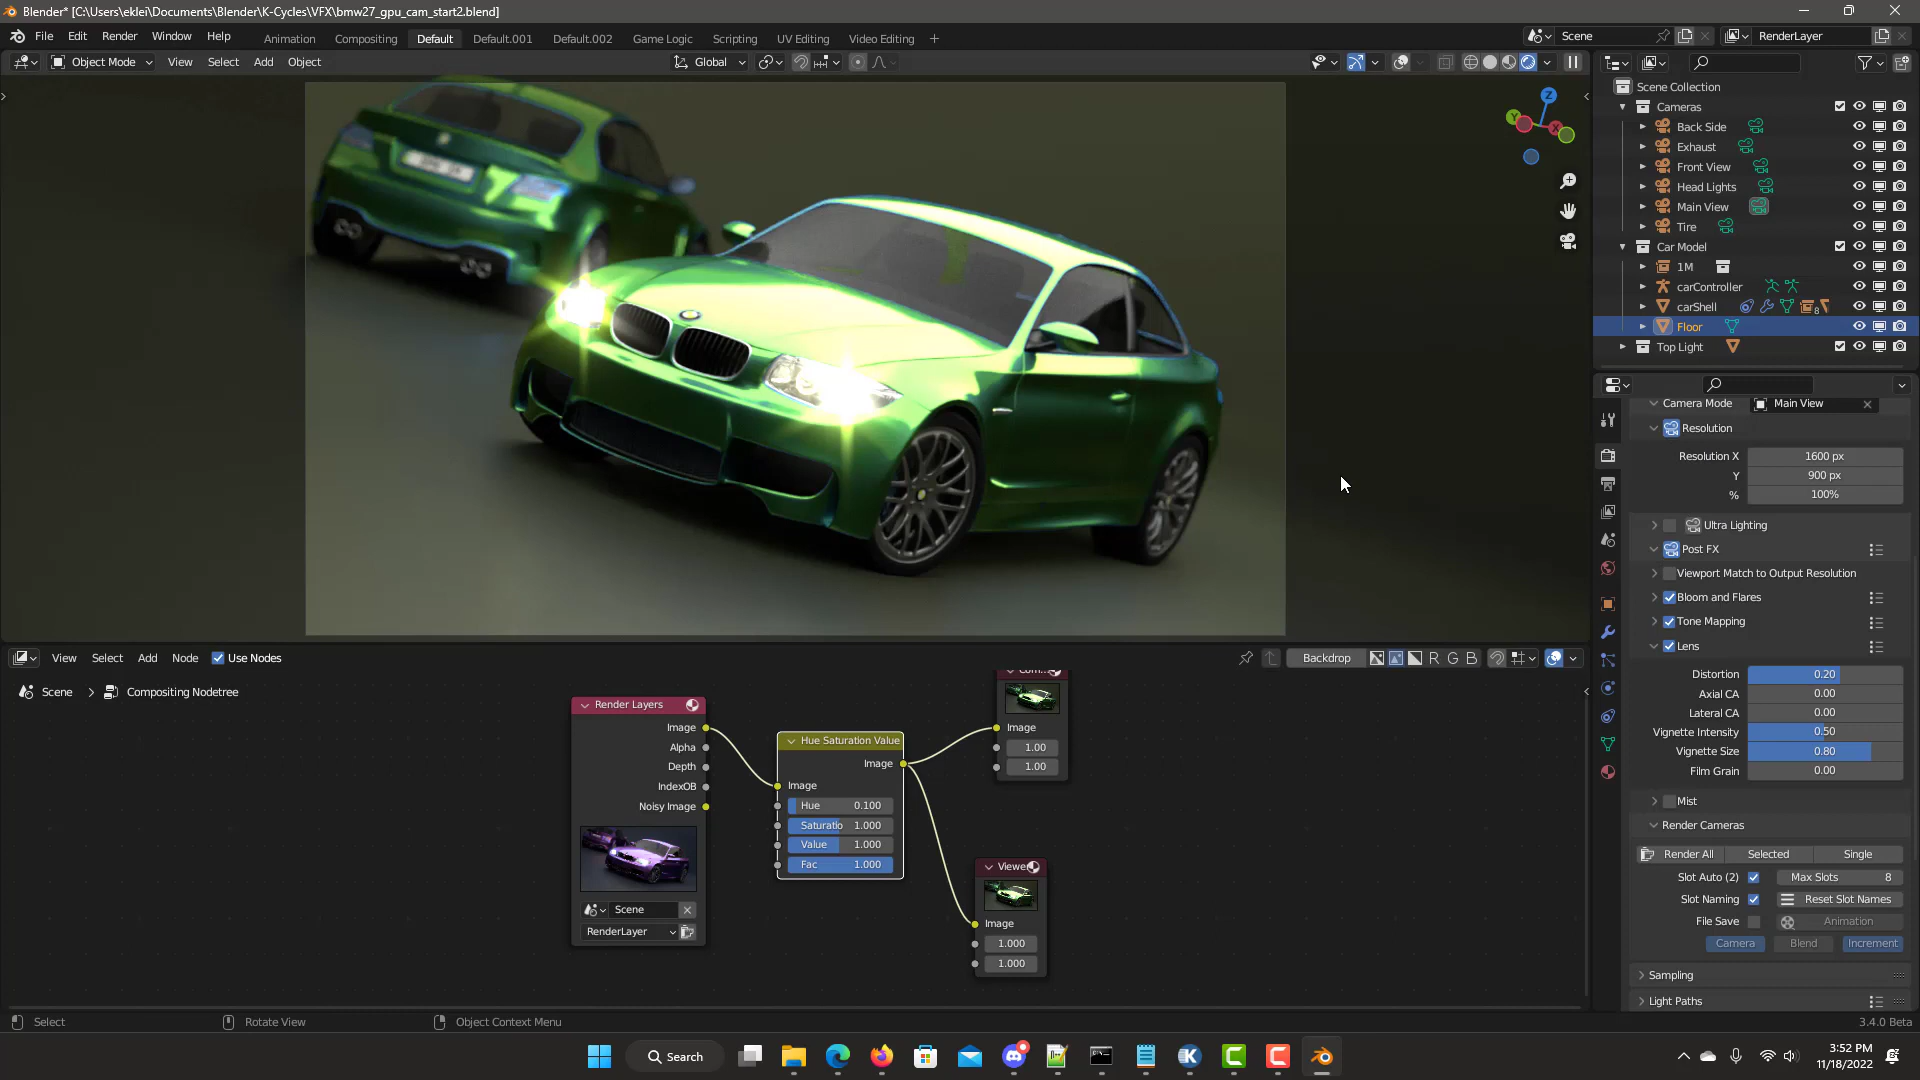 Blender* [C:\Users\eklei\Documents\Blender\K-Cycles\VFX\bmw27_gpu_cam_start2.blend]
File Edit Render Window Help Animation Compositing Default Default.001 Default.002 Game Logic Scripting UV Editing Video Editing + Scene RenderLayer
Object Mode View Select Add Object Global
Scene Collection
Cameras
Back Side
Exhaust
Front View
Head Lights
Main View
Tire
Car Model
1M
carController
carShell 8
Floor
Top Light
Z
Y
X
Camera Mode Main View
Resolution
Resolution X 1600 px
Y 900 px
% 100%
Ultra Lighting
Post FX
Viewport Match to Output Resolution
Bloom and Flares
Tone Mapping
Lens
Distortion 0.20
Axial CA 0.00
Lateral CA 0.00
Vignette Intensity 0.50
Vignette Size 0.80
Film Grain 0.00
Mist
Render Cameras
Render All Selected Single
Slot Auto (2) Max Slots 8
Slot Naming Reset Slot Names
File Save Animation
Camera Blend Increment
Sampling
Light Paths
View Select Add Node Use Nodes Backdrop R G B
Scene > Compositing Nodetree
Render Layers
Image
Alpha
Depth
IndexOB
Noisy Image
Scene
RenderLayer
Hue Saturation Value
Image
Image
Hue 0.100
Saturatio 1.000
Value 1.000
Fac 1.000
Image
1.00
1.00
Viewer
Image
1.000
1.000
Select Rotate View Object Context Menu 3.4.0 Beta
Search
3:52 PM
11/18/2022